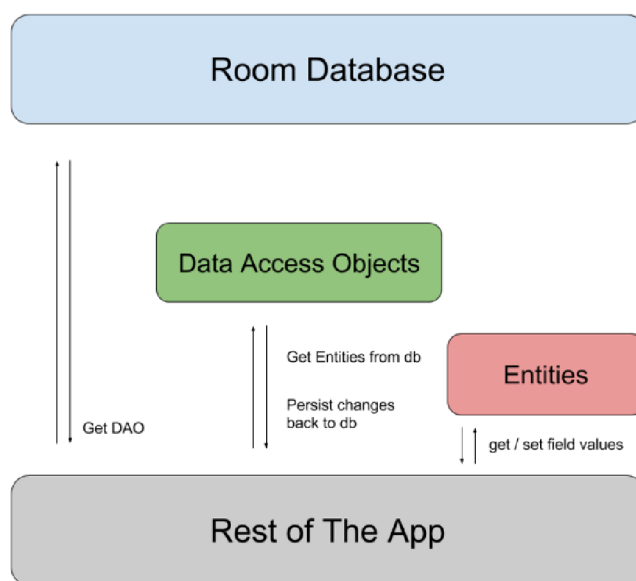 Room Database
Data Access Objects
Get Entities from db
Persist changes
back to db
Entities
Get DAO
get / set field values
Rest of The App